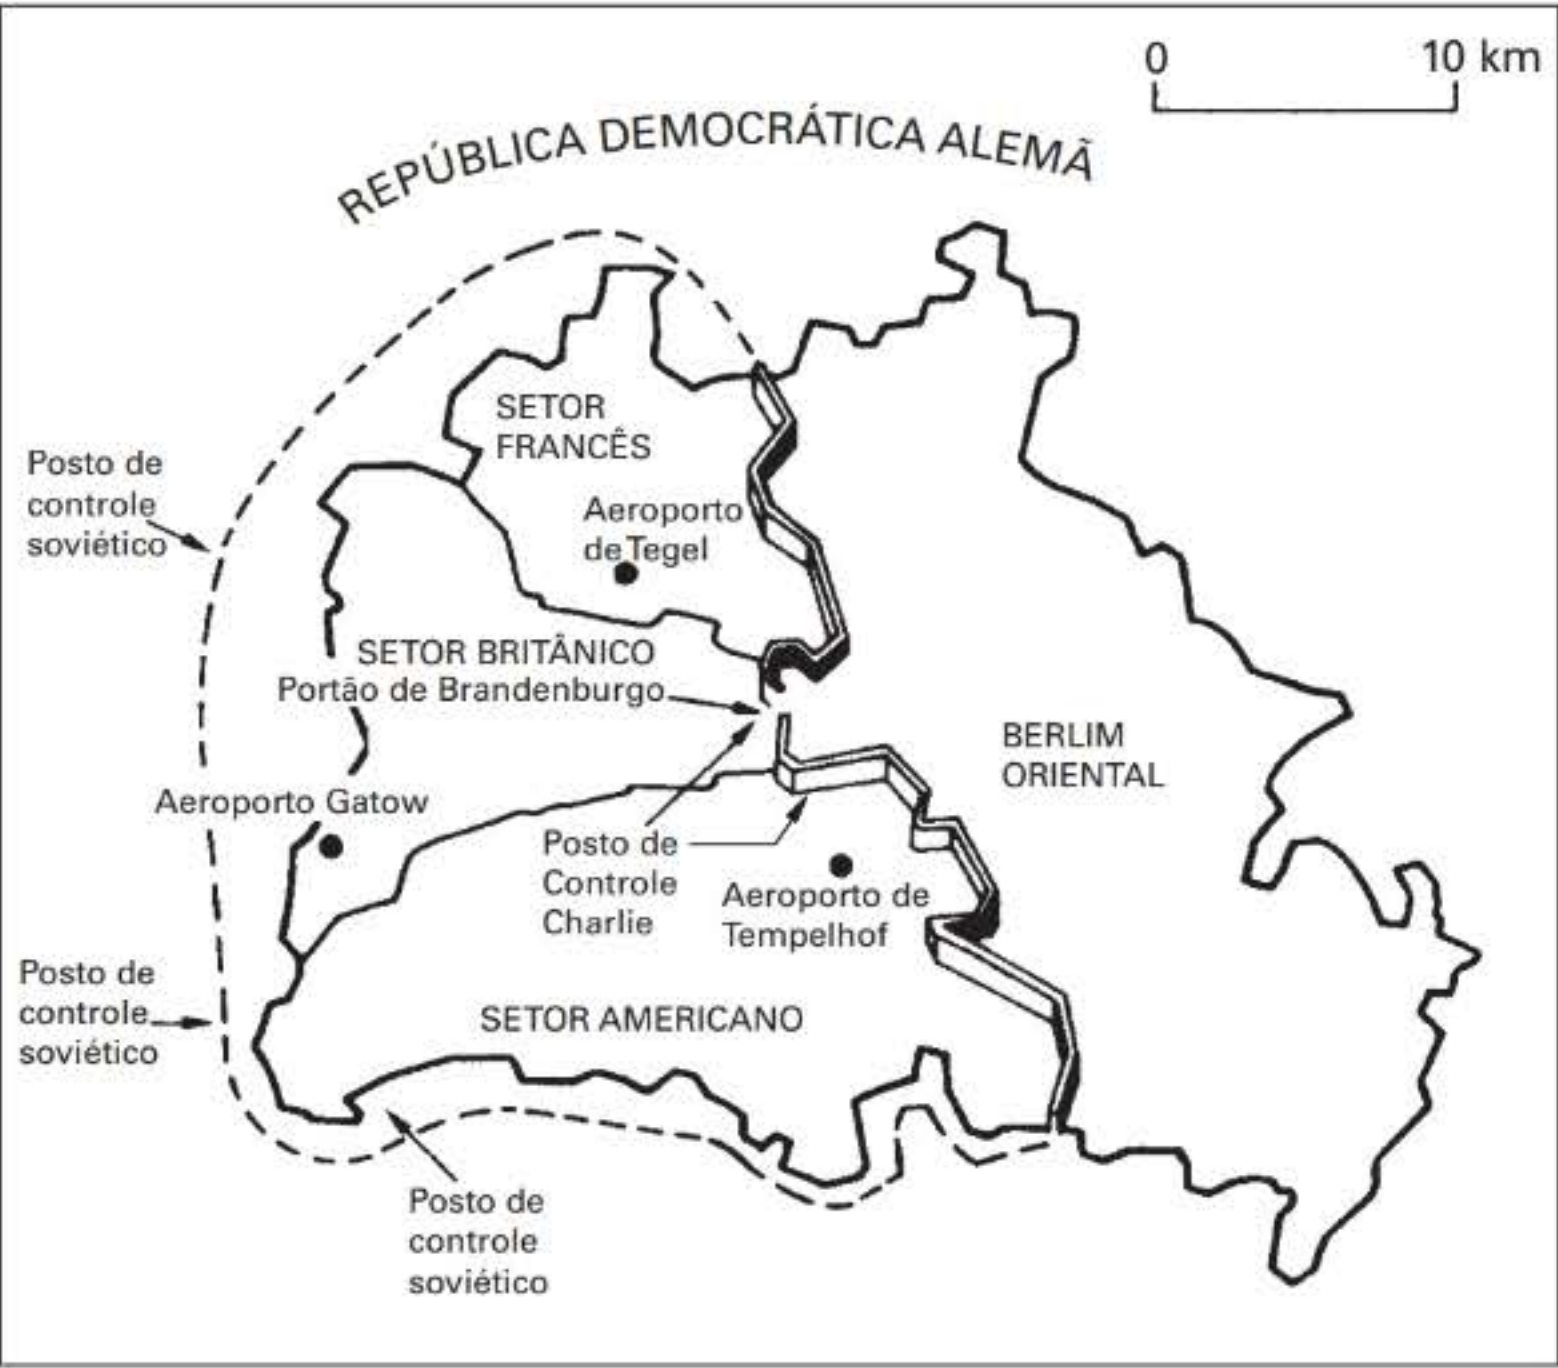 0 10 km
REPÚBLICA DEMOCRÁTICA ALEMÃ
SETOR
FRANCÊS
Posto de
controle
soviético
Aeroporto
de Tegel
SETOR BRITÂNICO
Portão de Brandenburgo
BERLIM
ORIENTAL
Aeroporto Gatow
Posto de
Controle
Charlie
Aeroporto de
Tempelhof
Posto de
controle
soviético
SETOR AMERICANO
Posto de
controle
soviético